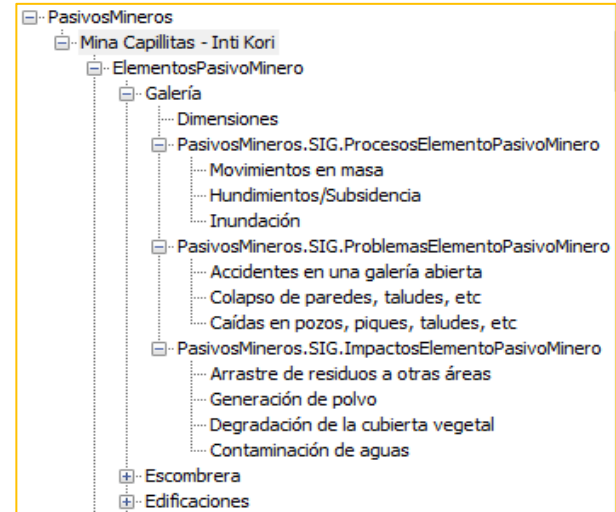 PasivosMineros
Mina Capillitas - Inti Kori
ElementosPasivoMinero
Galería
Dimensiones
PasivosMineros.SIG.ProcesosElementoPasivoMinero
Movimientos en masa
Hundimientos/Subsidencia
Inundación
PasivosMineros.SIG.ProblemasElementoPasivoMinero
Accidentes en una galería abierta
Colapso de paredes, taludes, etc
Caídas en pozos, piques, taludes, etc
PasivosMineros.SIG.ImpactosElementoPasivoMinero
Arrastre de residuos a otras áreas
Generación de polvo
Degradación de la cubierta vegetal
Contaminación de aguas
Escombrera
Edificaciones